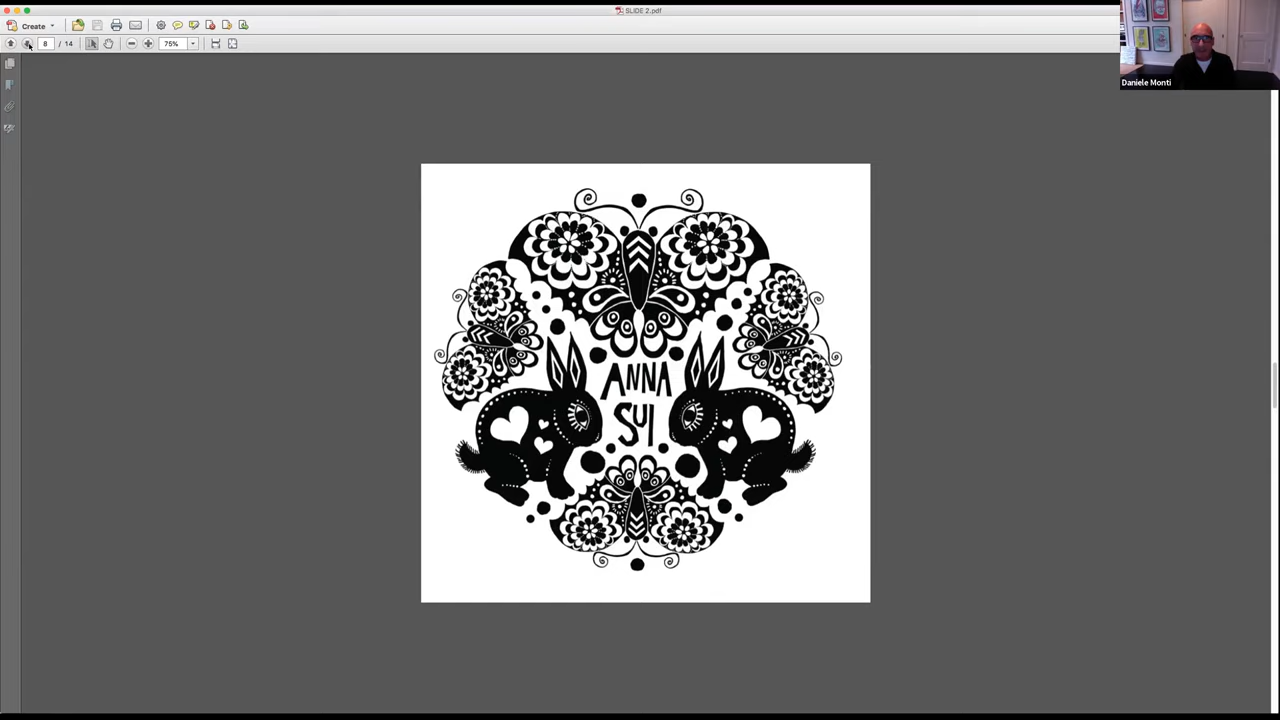 SLIDE 2.pdf
Create
8 / 14
75%
Daniele Monti
ANNA
SUI